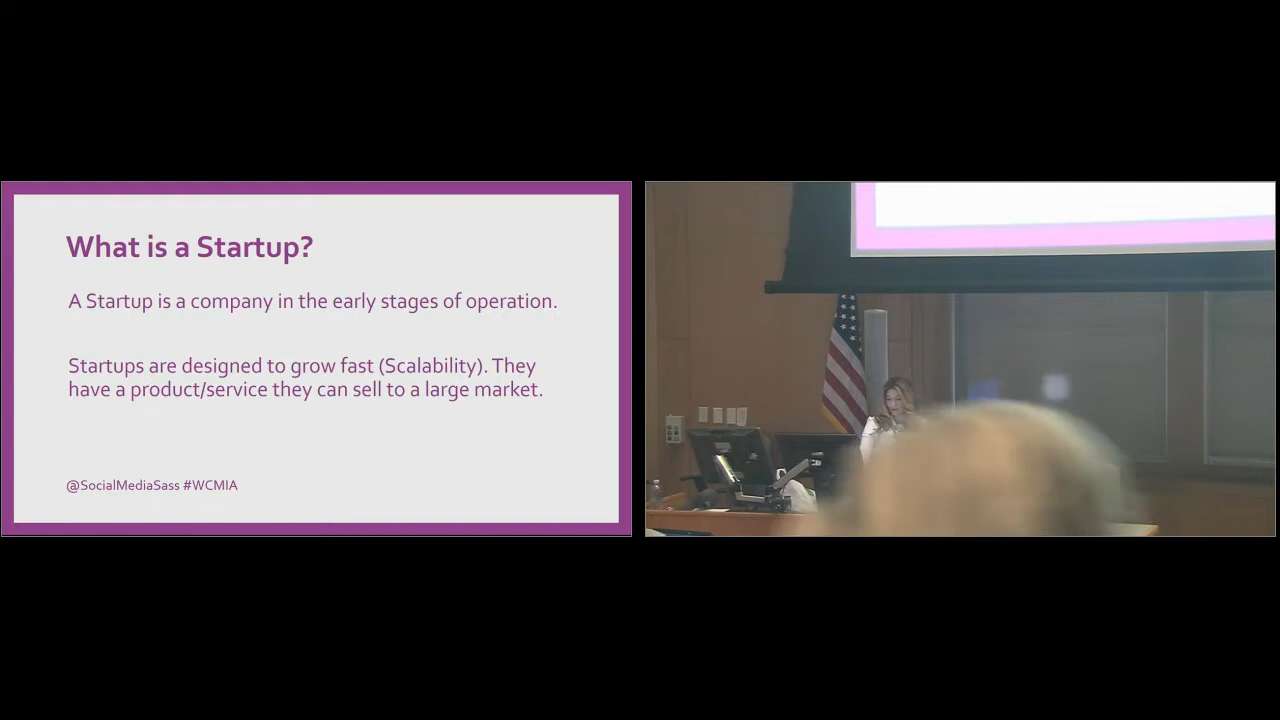 What is a Startup?
A Startup is a company in the early stages of operation.
Startups are designed to grow fast (Scalability). They
have a product/service they can sell to a large market.
@SocialMediaSass #WCMIA